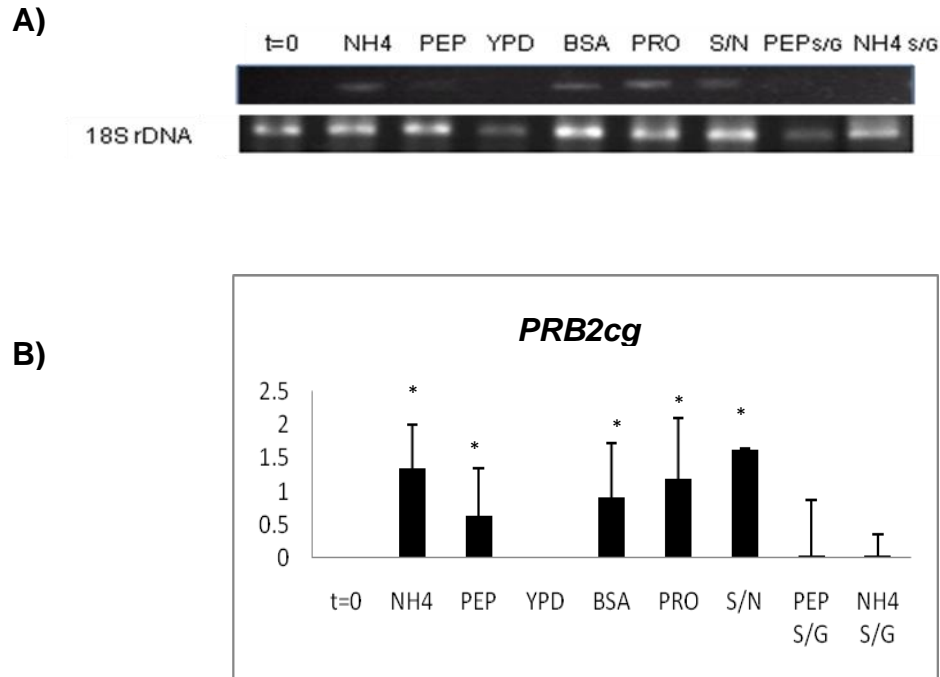 A)
t=0 NH4 PEP YPD BSA PRO S/N PEPS/G NH4 S/G
18S rDNA
B)
PRB2cg
2.5
2
1.5
1
0.5
0
* * * * *
t=0 NH4 PEP YPD BSA PRO S/N PEP S/G NH4 S/G